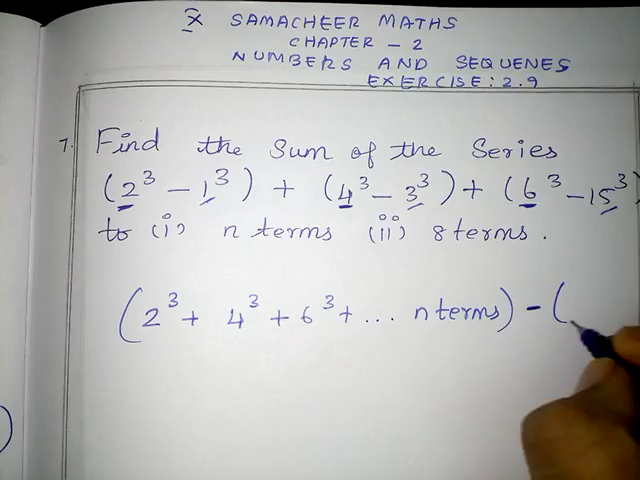 X SAMACHEER MATHS
CHAPTER - 2
NUMBERS AND SEQUENES
EXERCISE: 2.9
7. Find the Sum of the Series
(2³ - 1³) + (4³ - 3³) + (6³ - 15³)
to (i) n terms (ii) 8 terms.
(2³ + 4³ + 6³ + ... n terms) - (